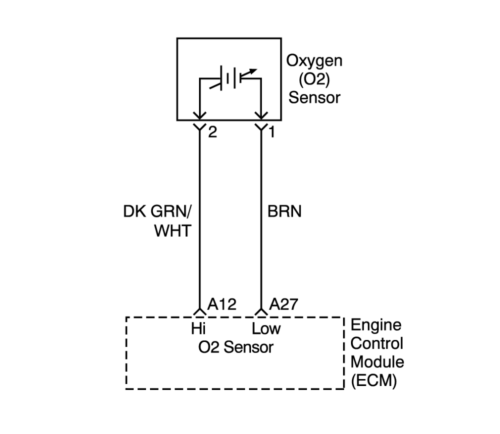 Oxygen
(O2)
Sensor
2
1
DK GRN/
WHT
BRN
A12
A27
Hi
Low
O2 Sensor
Engine
Control
Module
(ECM)